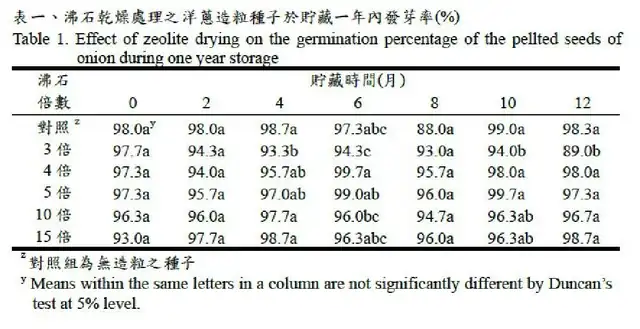 表一、沸石乾燥處理之洋蔥造粒種子於貯藏一年內發芽率(%)
Table 1. Effect of zeolite drying on the germination percentage of the pellted seeds of
onion during one year storage
沸石 貯藏時間(月)
倍數 0 2 4 6 8 10 12
對照z 98.0ay 98.0a 98.7a 97.3abc 88.0a 99.0a 98.3a
3 倍 97.7a 94.3a 93.3b 94.3c 93.0a 94.0b 89.0b
4 倍 97.3a 94.0a 95.7ab 99.7a 95.7a 98.0a 98.0a
5 倍 97.3a 95.7a 97.0ab 99.0ab 96.0a 99.7a 97.3a
10 倍 96.3a 96.0a 97.7a 96.0bc 94.7a 96.3ab 96.7a
15 倍 93.0a 97.7a 98.7a 96.3abc 96.0a 96.3ab 98.7a
z 對照組為無造粒之種子
y Means within the same letters in a column are not significantly different by Duncan's
test at 5% level.